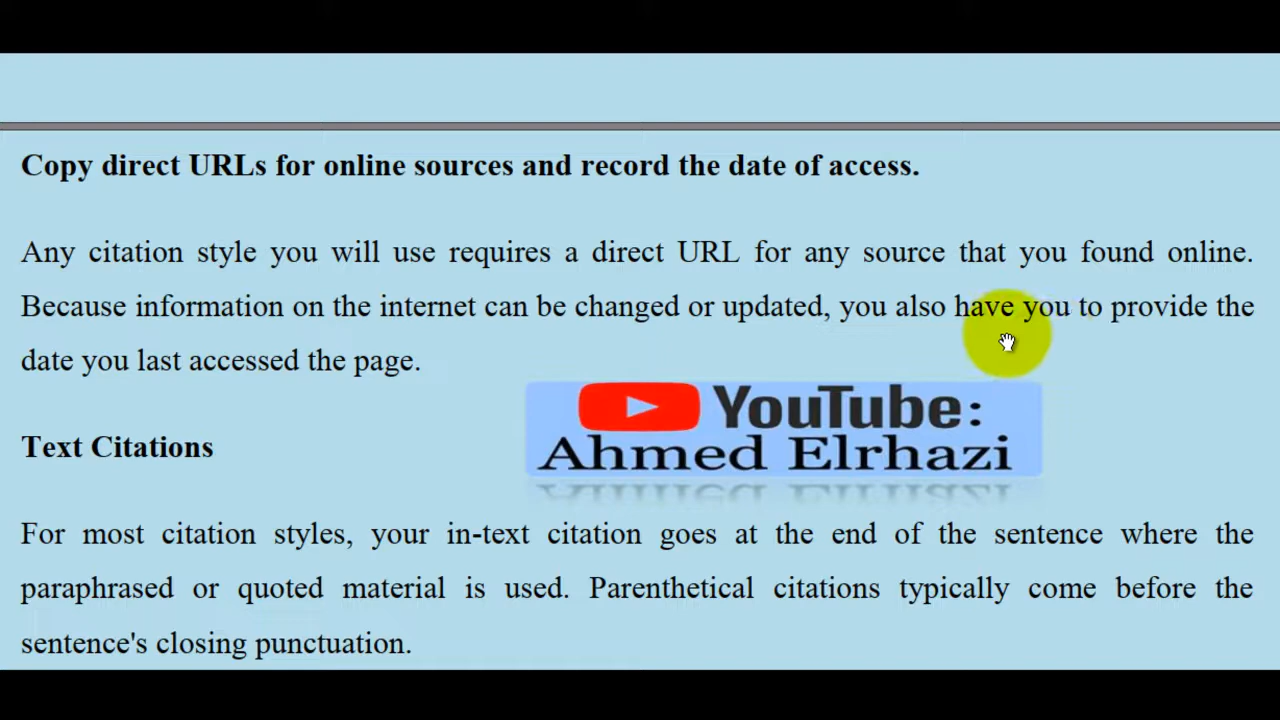 Copy direct URLs for online sources and record the date of access.
Any citation style you will use requires a direct URL for any source that you found online.
Because information on the internet can be changed or updated, you also have you to provide the
date you last accessed the page.
YouTube:
Ahmed Elrhazi
Text Citations
For most citation styles, your in-text citation goes at the end of the sentence where the
paraphrased or quoted material is used. Parenthetical citations typically come before the
sentence's closing punctuation.